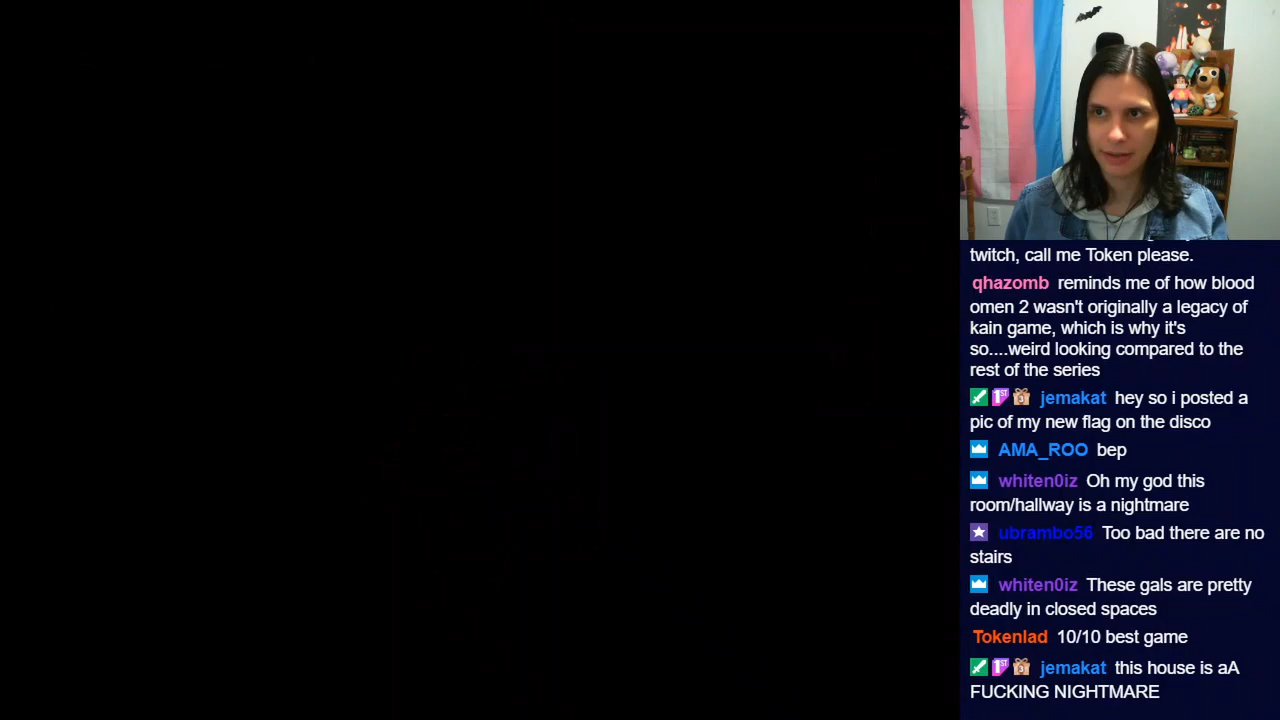 twitch, call me Token please.
qhazomb reminds me of how blood
omen 2 wasn't originally a legacy of
kain game, which is why it's
so....weird looking compared to the
rest of the series
1ST 3 jemakat hey so i posted a
pic of my new flag on the disco
AMA_ROO bep
whiten0iz Oh my god this
room/hallway is a nightmare
ubrambo56 Too bad there are no
stairs
whiten0iz These gals are pretty
deadly in closed spaces
Tokenlad 10/10 best game
1ST 3 jemakat this house is aA
FUCKING NIGHTMARE